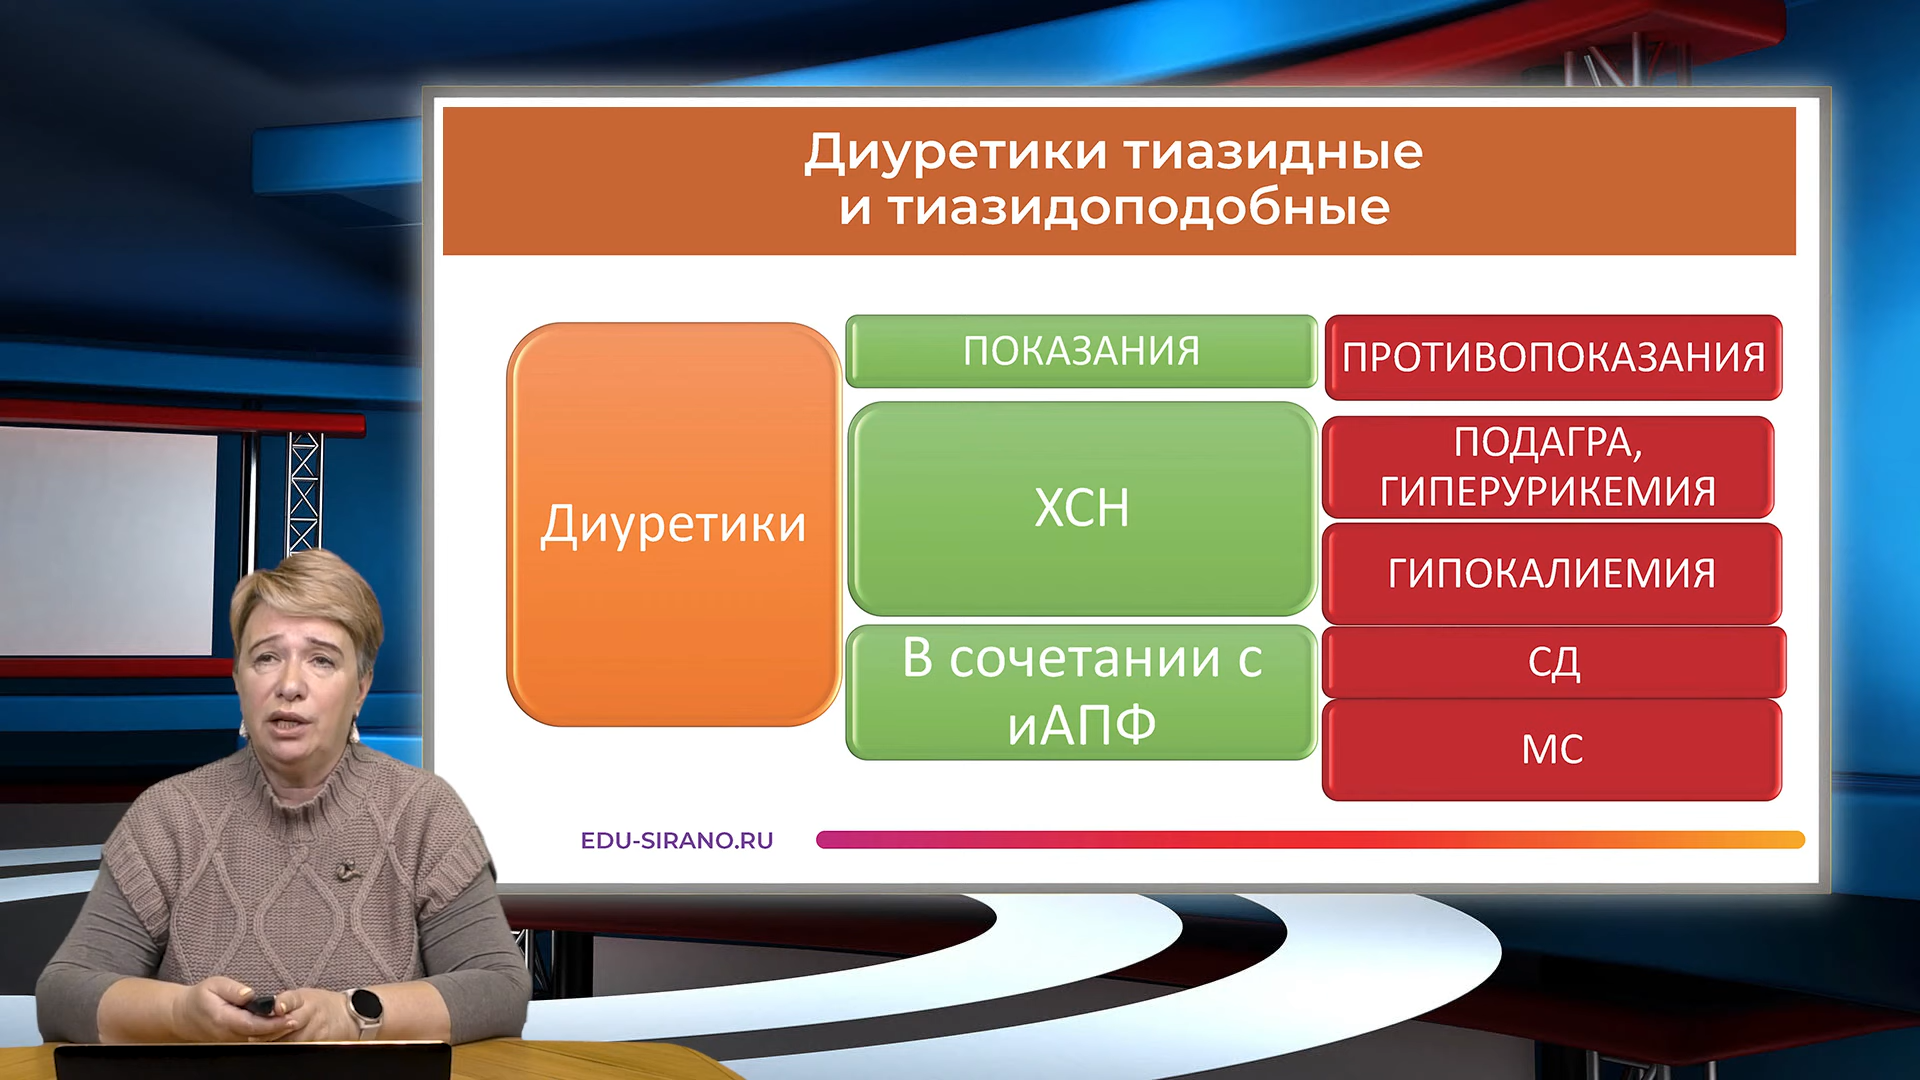 Диуретики тиазидные
и тиазидоподобные
Диуретики
ПОКАЗАНИЯ
ХСН
В сочетании с
иАПФ
ПРОТИВОПОКАЗАНИЯ
ПОДАГРА,
ГИПЕРУРИКЕМИЯ
ГИПОКАЛИЕМИЯ
СД
МС
EDU-SIRANO.RU